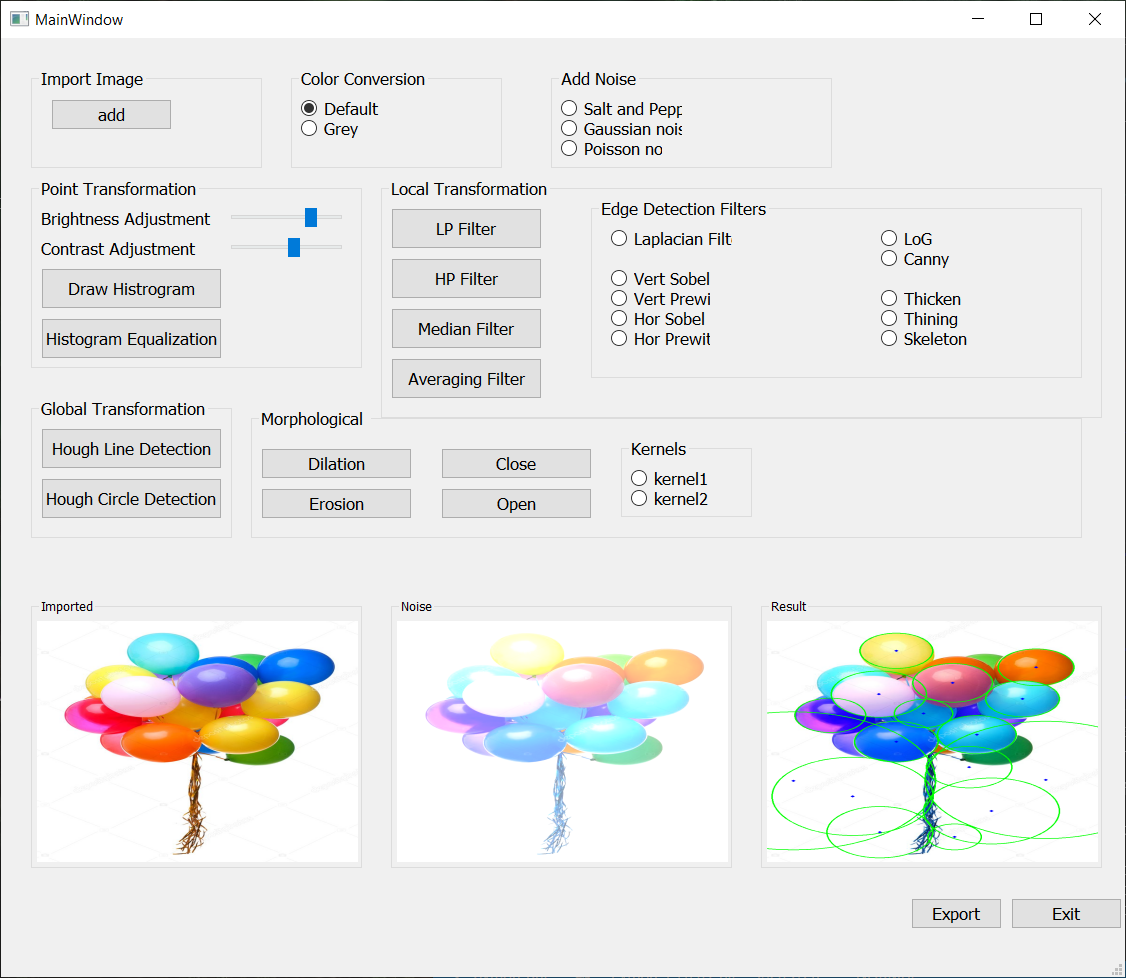 MainWindow
Import Image
add
Color Conversion
Default
Grey
Add Noise
Salt and Pepp
Gaussian nois
Poisson no
Point Transformation
Brightness Adjustment
Contrast Adjustment
Draw Histrogram
Histogram Equalization
Local Transformation
LP Filter
HP Filter
Median Filter
Averaging Filter
Edge Detection Filters
Laplacian Filt
Vert Sobel
Vert Prewi
Hor Sobel
Hor Prewit
LoG
Canny
Thicken
Thining
Skeleton
Global Transformation
Hough Line Detection
Hough Circle Detection
Morphological
Dilation
Close
Erosion
Open
Kernels
kernel1
kernel2
Imported
Noise
Result
Export
Exit